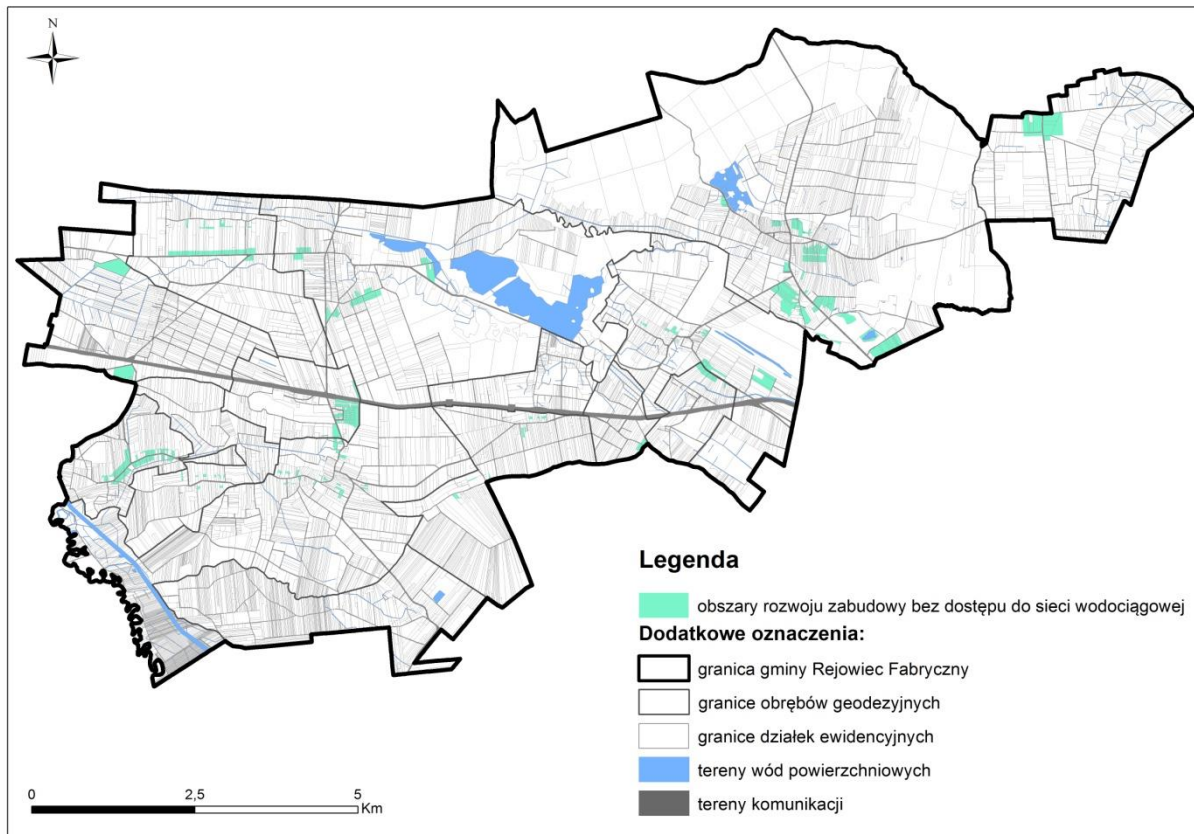 N
Legenda
obszary rozwoju zabudowy bez dostępu do sieci wodociągowej
Dodatkowe oznaczenia:
granica gminy Rejowiec Fabryczny
granice obrębów geodezyjnych
granice działek ewidencyjnych
tereny wód powierzchniowych
tereny komunikacji
0 2,5 5
Km